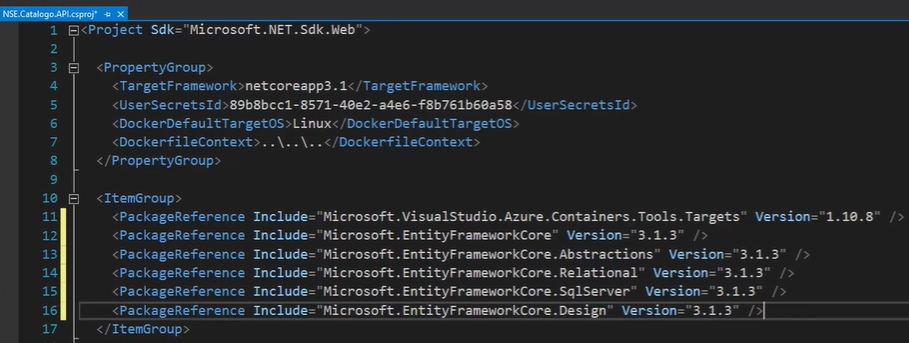 NSE.Catalogo.API.csproj*
1 <Project Sdk="Microsoft.NET.Sdk.Web">
2
3 <PropertyGroup>
4 <TargetFramework>netcoreapp3.1</TargetFramework>
5 <UserSecretsId>89b8bcc1-8571-40e2-a4e6-f8b761b60a58</UserSecretsId>
6 <DockerDefaultTargetOS>Linux</DockerDefaultTargetOS>
7 <DockerfileContext>..\..\..</DockerfileContext>
8 </PropertyGroup>
9
10 <ItemGroup>
11 <PackageReference Include="Microsoft.VisualStudio.Azure.Containers.Tools.Targets" Version="1.10.8" />
12 <PackageReference Include="Microsoft.EntityFrameworkCore" Version="3.1.3" />
13 <PackageReference Include="Microsoft.EntityFrameworkCore.Abstractions" Version="3.1.3" />
14 <PackageReference Include="Microsoft.EntityFrameworkCore.Relational" Version="3.1.3" />
15 <PackageReference Include="Microsoft.EntityFrameworkCore.SqlServer" Version="3.1.3" />
16 <PackageReference Include="Microsoft.EntityFrameworkCore.Design" Version="3.1.3" />
17 </ItemGroup>